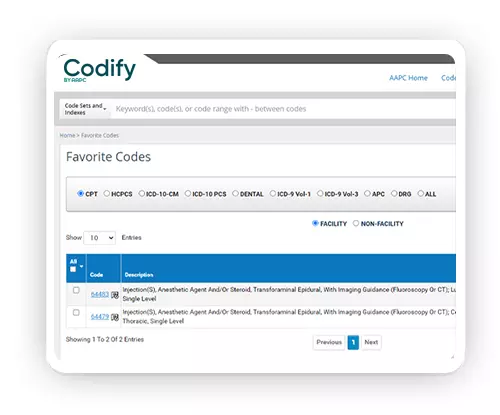 Codify
BY AAPC
AAPC Home Code
Code Sets and
Indexes
Keyword(s), code(s), or code range with - between codes
Home > Favorite Codes
Favorite Codes
CPT HCPCS ICD-10-CM ICD-10 PCS DENTAL ICD-9 Vol-1 ICD-9 Vol-3 APC DRG ALL
FACILITY NON-FACILITY
Show 10 Entries
All
Code Description
64483 Injection(S), Anesthetic Agent And/Or Steroid, Transforaminal Epidural, With Imaging Guidance (Fluoroscopy Or CT); Lu
Single Level
64479 Injection(S), Anesthetic Agent And/Or Steroid, Transforaminal Epidural, With Imaging Guidance (Fluoroscopy Or CT); Ce
Thoracic, Single Level
Showing 1 To 2 Of 2 Entries
Previous 1 Next